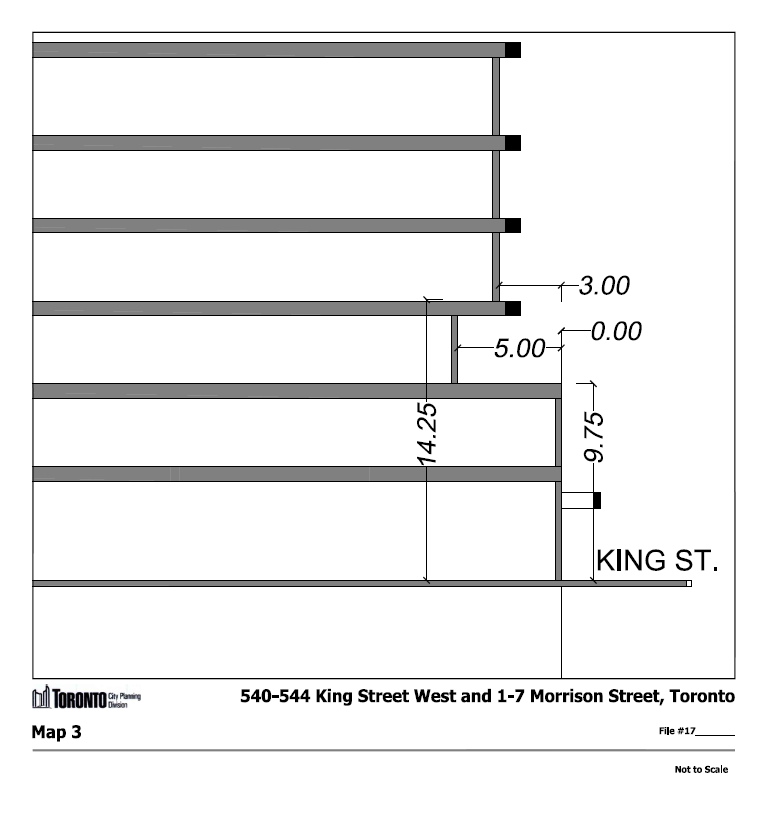 3.00
0.00
5.00
14.25
9.75
KING ST.
TORONTO City Planning
Division
540-544 King Street West and 1-7 Morrison Street, Toronto
Map 3
File #17_______
Not to Scale